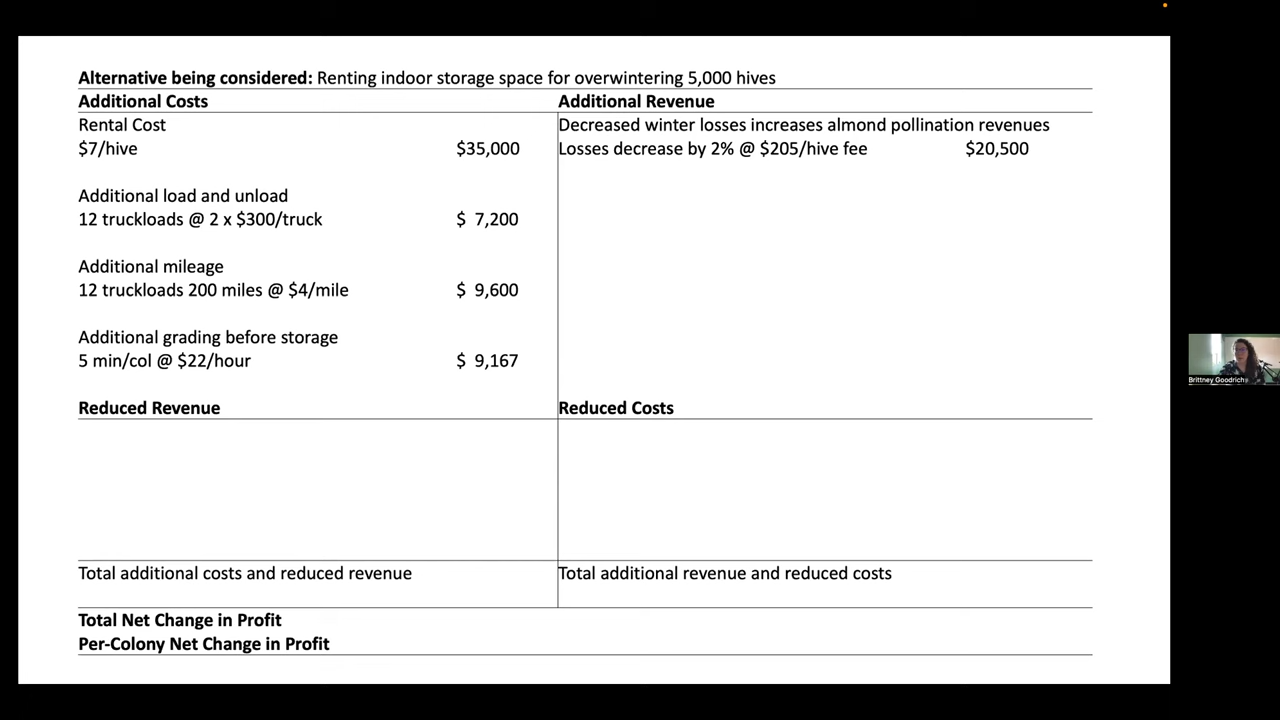 Alternative being considered: Renting indoor storage space for overwintering 5,000 hives
Additional Costs
Additional Revenue
Rental Cost
Decreased winter losses increases almond pollination revenues
$7/hive $35,000
Losses decrease by 2% @ $205/hive fee $20,500
Additional load and unload
12 truckloads @ 2 x $300/truck $ 7,200
Additional mileage
12 truckloads 200 miles @ $4/mile $ 9,600
Additional grading before storage
5 min/col @ $22/hour $ 9,167
Reduced Revenue
Reduced Costs
Total additional costs and reduced revenue
Total additional revenue and reduced costs
Total Net Change in Profit
Per-Colony Net Change in Profit
Brittney Goodrich